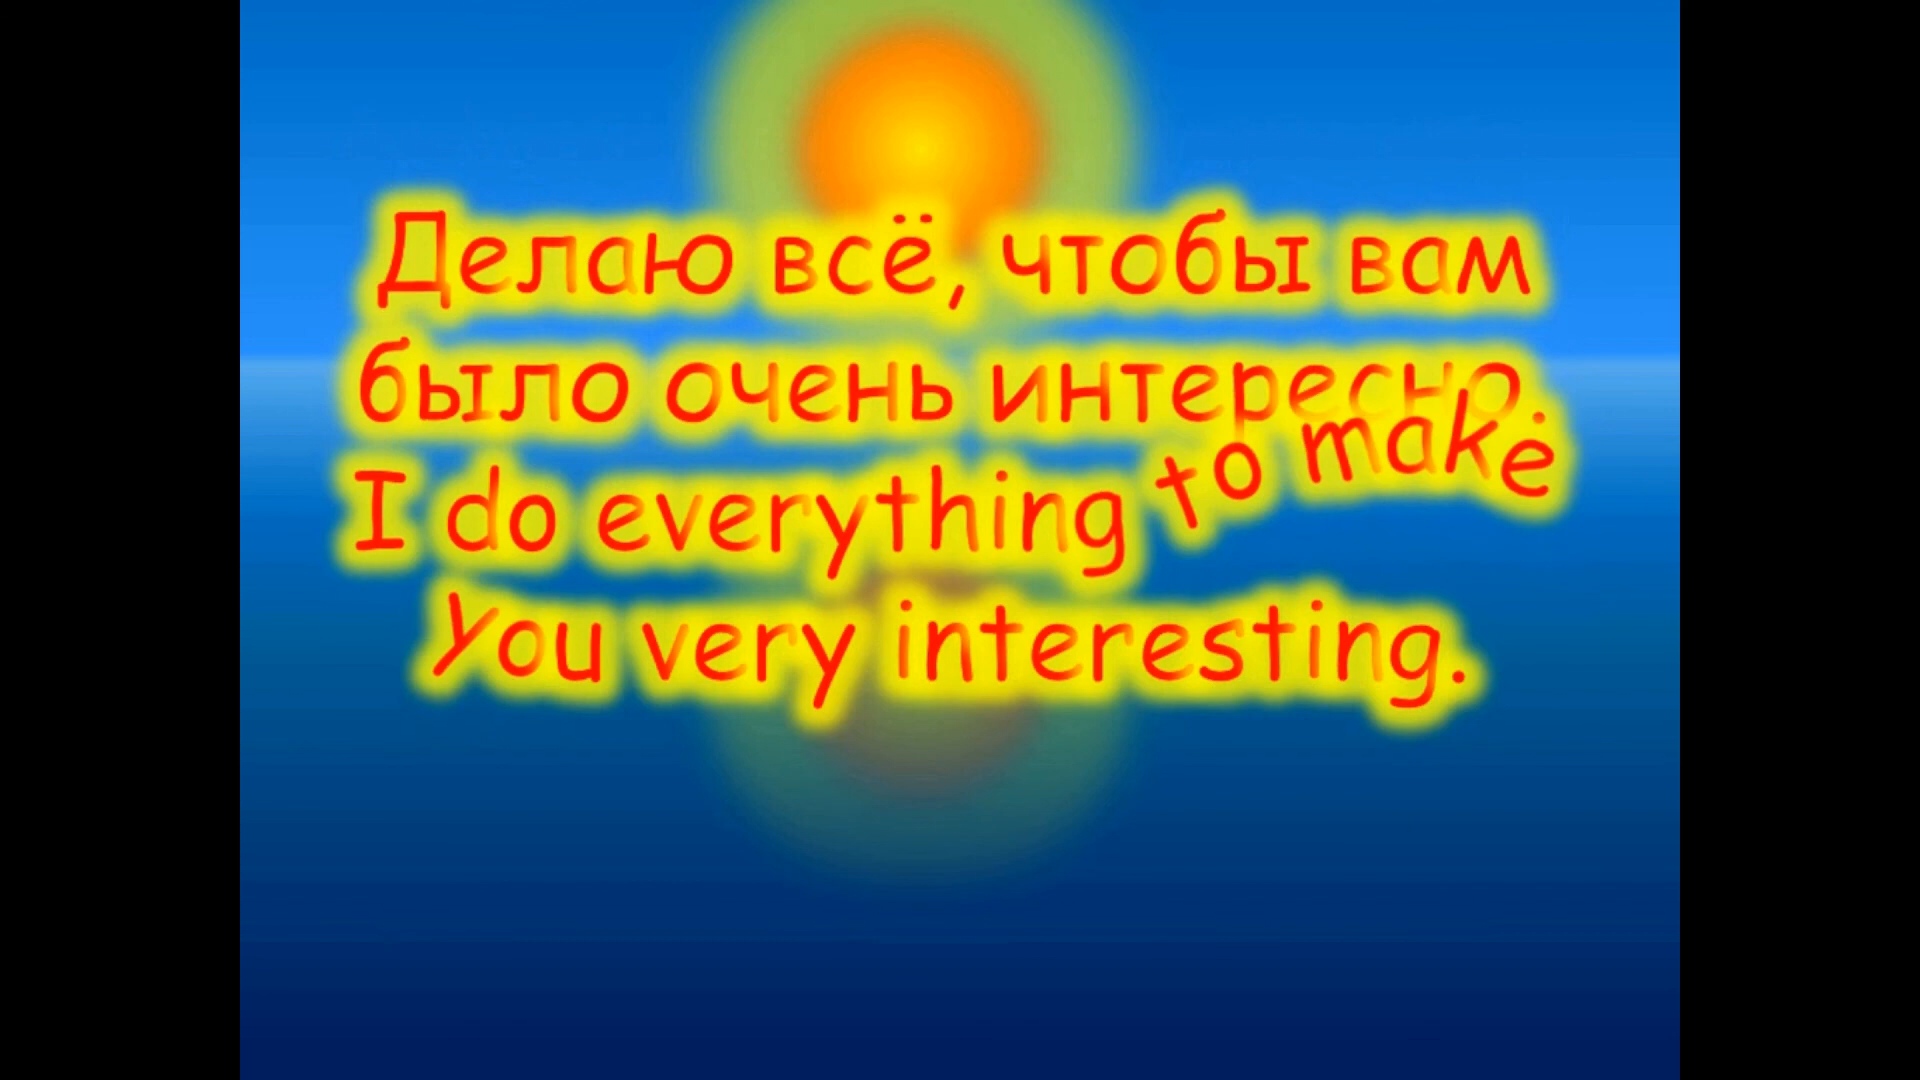 Делаю всё, чтобы вам
было очень интересно.
I do everything to make
You very interesting.